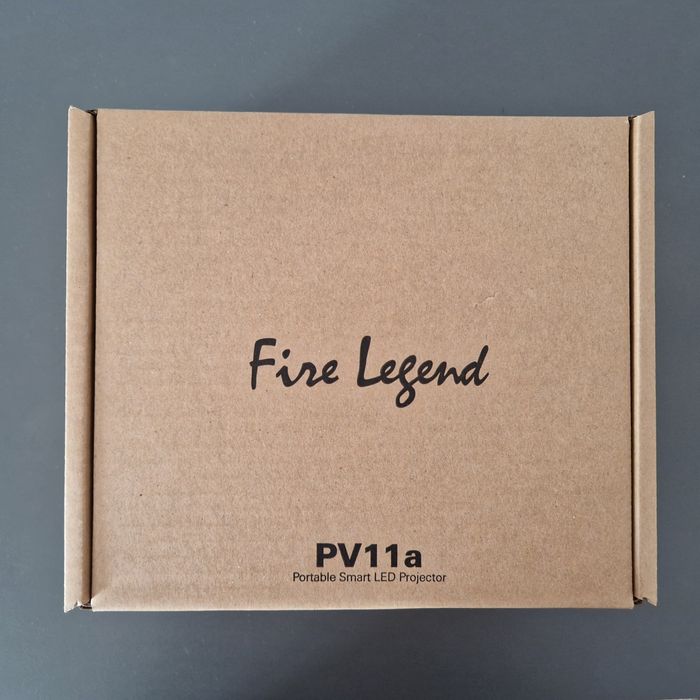 Fire Legend
PV11a
Portable Smart LED Projector